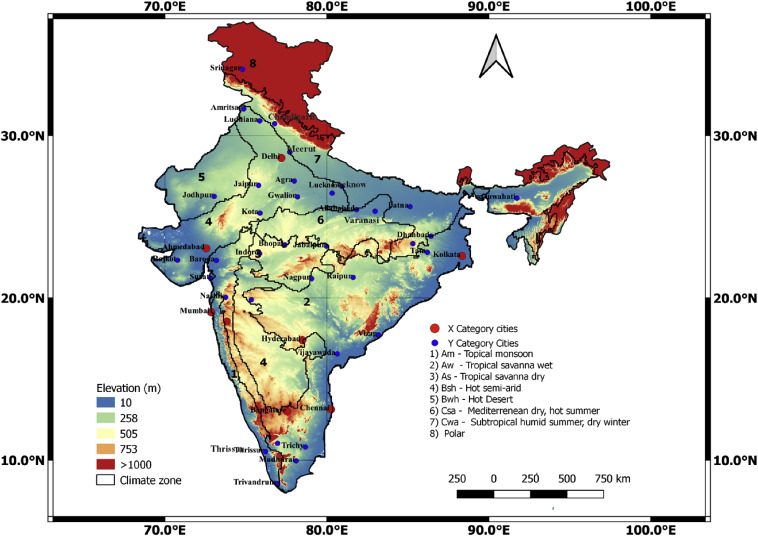 70.0°E 80.0°E 90.0°E 100.0°E
8
Srinagar
Amritsar
Ludhiana Chandigarh
30.0°N 30.0°N
Meerut
Delhi
7
5
Jaipur Agra Lucknow Lucknow
Jodhpur Gwalior
Guwahati
4 Kota Allahabad Patna
6 Varanasi
Dhanbad
Ahmedabad Bhopal Jabalpur
Rajkot Baroda Indore Tata Kolkata
Surat Nagpur Raipur
20.0°N 20.0°N
Nashik 2
Mumbai
Vizag
Hyderabad
Vijayawada
4
1
Bangalore Chennai
Thrissur Thrissur Trichy
10.0°N 10.0°N
Madhurai
Trivandrum
X Category cities
Y Category Cities
1) Am - Topical monsoon
2) Aw - Tropical savanna wet
3) As - Tropical savanna dry
4) Bsh - Hot semi-arid
5) Bwh - Hot Desert
6) Csa - Mediterrenean dry, hot summer
7) Cwa - Subtropical humid summer, dry winter
8) Polar
Elevation (m)
10
258
505
753
>1000
Climate zone
250 0 250 500 750 km
70.0°E 80.0°E 90.0°E 100.0°E